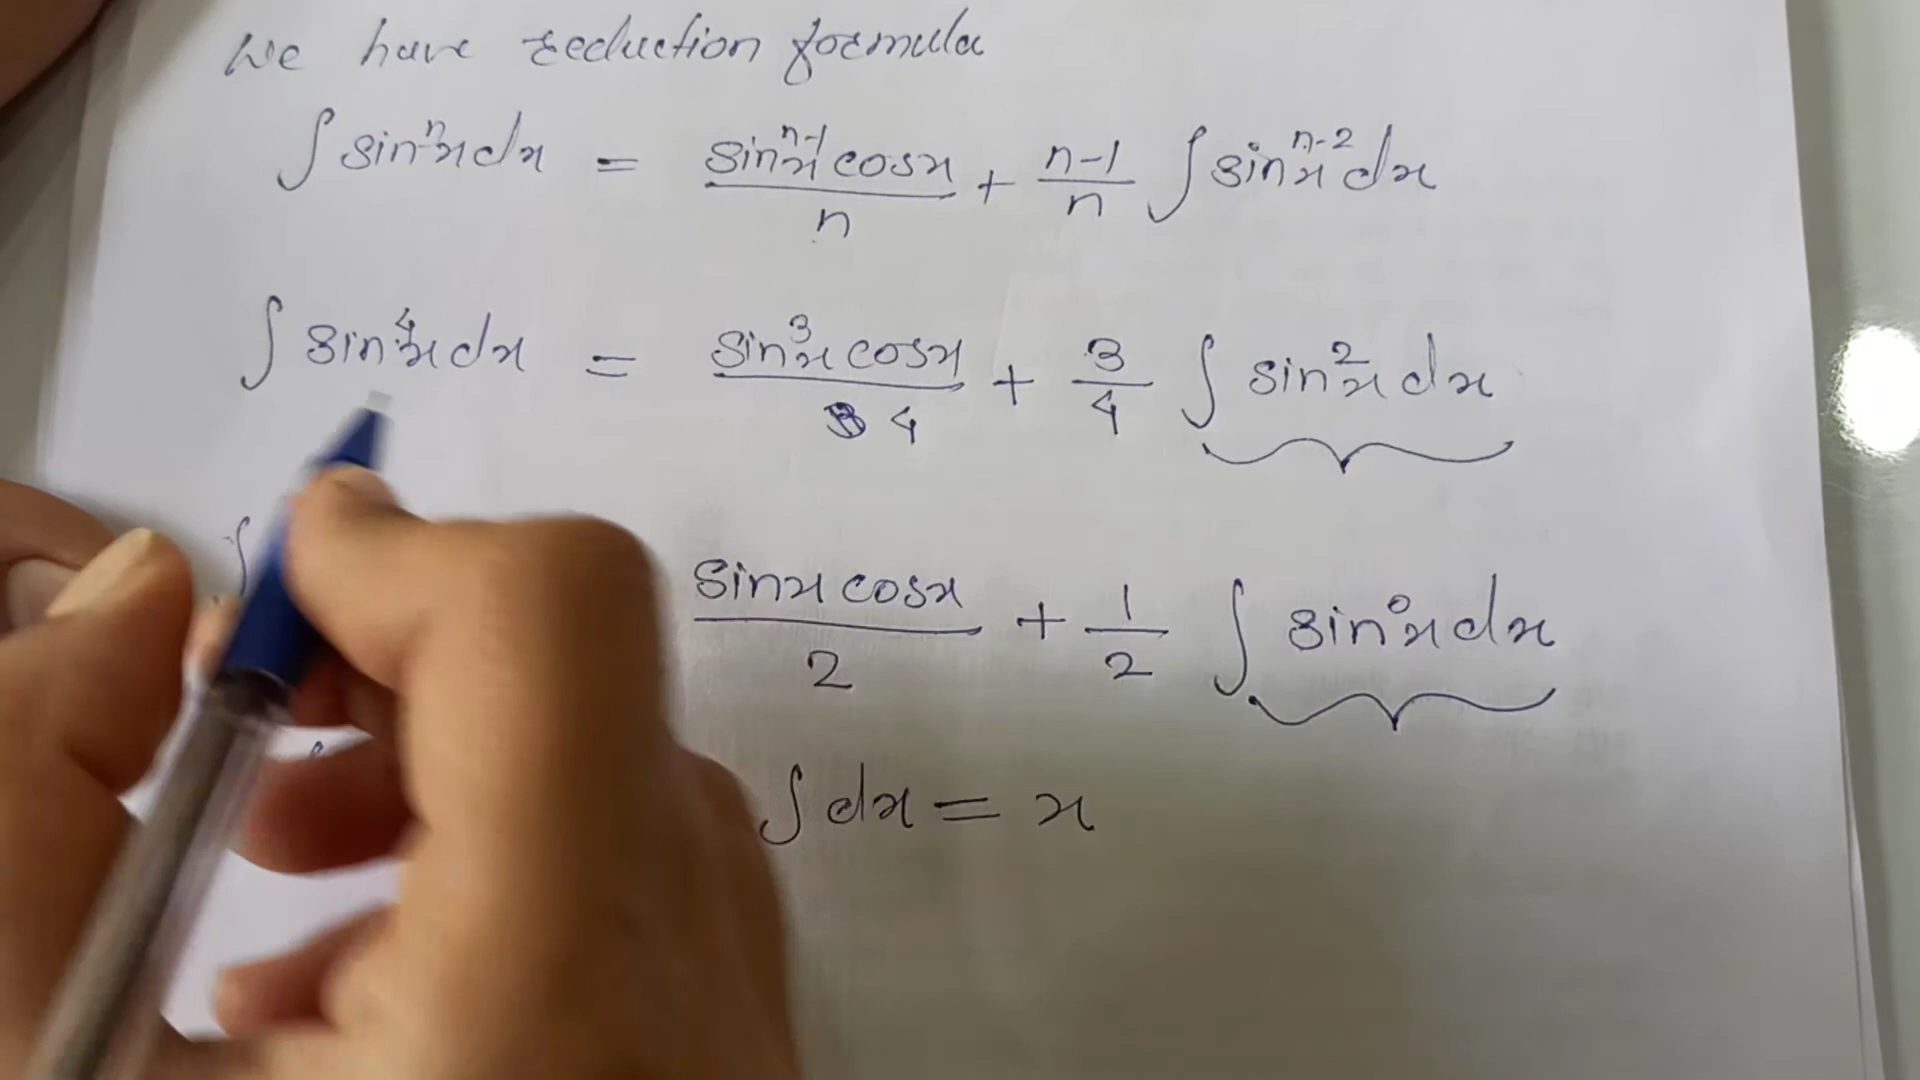 We have reduction formula
∫ sinⁿx dx = sinⁿ⁻¹x cosx / n + n-1 / n ∫ sinⁿ⁻²x dx
∫ sin⁴x dx = sin³x cosx / 4 + 3 / 4 ∫ sin²x dx
∫ sinx cosx / 2 + 1 / 2 ∫ sin⁰x dx
∫ dx = x